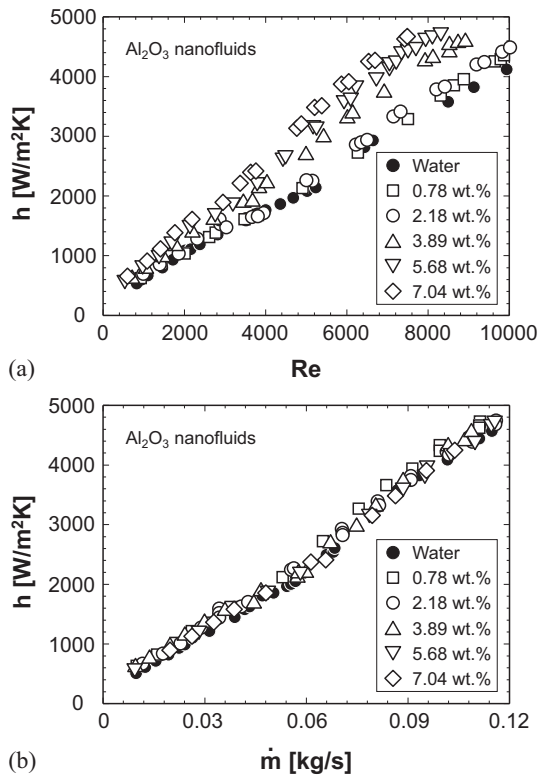 5000
Al₂O₃ nanofluids
4000
3000
2000
1000
0
h [W/m²K]
Water
0.78 wt.%
2.18 wt.%
3.89 wt.%
5.68 wt.%
7.04 wt.%
0 2000 4000 6000 8000 10000
(a)
Re
5000
Al₂O₃ nanofluids
4000
3000
2000
1000
0
h [W/m²K]
Water
0.78 wt.%
2.18 wt.%
3.89 wt.%
5.68 wt.%
7.04 wt.%
0 0.03 0.06 0.09 0.12
(b)
ṁ [kg/s]